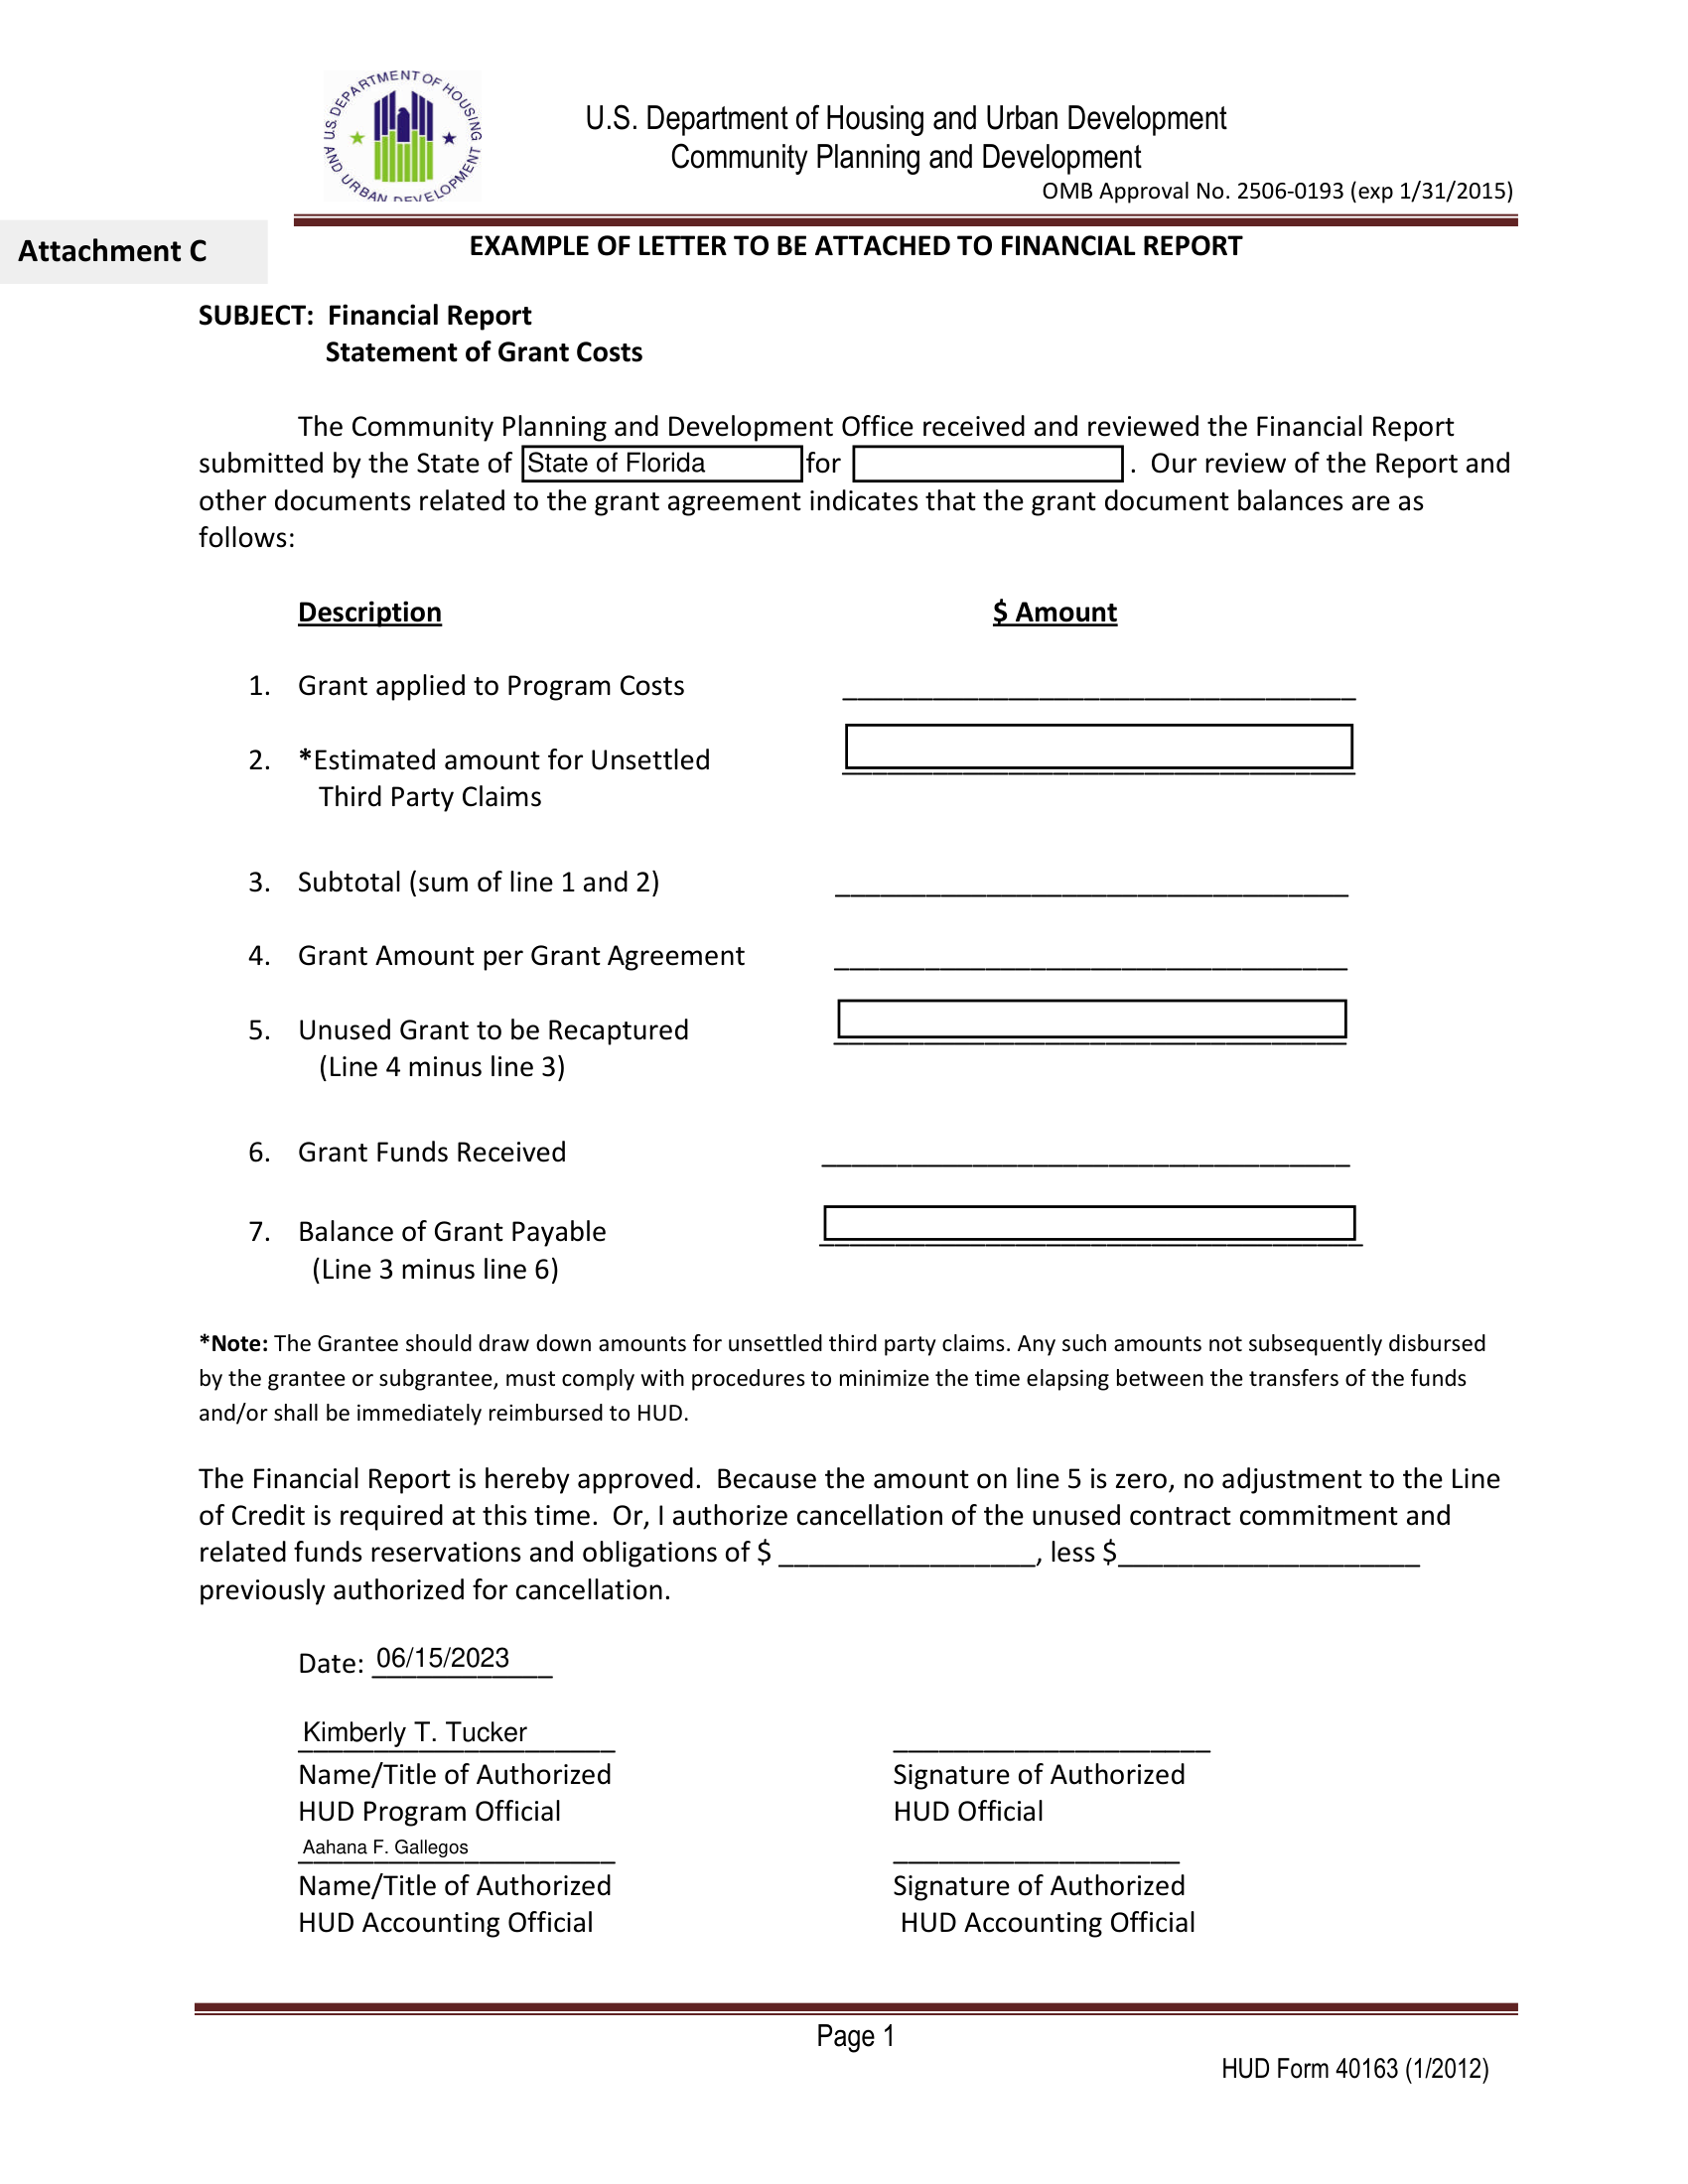 U.S. DEPARTMENT OF HOUSING
AND URBAN DEVELOPMENT
U.S. Department of Housing and Urban Development
Community Planning and Development
OMB Approval No. 2506-0193 (exp 1/31/2015)
Attachment C
EXAMPLE OF LETTER TO BE ATTACHED TO FINANCIAL REPORT
SUBJECT: Financial Report
Statement of Grant Costs
The Community Planning and Development Office received and reviewed the Financial Report
submitted by the State of State of Florida for . Our review of the Report and
other documents related to the grant agreement indicates that the grant document balances are as
follows:
Description $ Amount
1. Grant applied to Program Costs
2. *Estimated amount for Unsettled
Third Party Claims
3. Subtotal (sum of line 1 and 2)
4. Grant Amount per Grant Agreement
5. Unused Grant to be Recaptured
(Line 4 minus line 3)
6. Grant Funds Received
7. Balance of Grant Payable
(Line 3 minus line 6)
*Note: The Grantee should draw down amounts for unsettled third party claims. Any such amounts not subsequently disbursed
by the grantee or subgrantee, must comply with procedures to minimize the time elapsing between the transfers of the funds
and/or shall be immediately reimbursed to HUD.
The Financial Report is hereby approved. Because the amount on line 5 is zero, no adjustment to the Line
of Credit is required at this time. Or, I authorize cancellation of the unused contract commitment and
related funds reservations and obligations of $ _________________, less $____________________
previously authorized for cancellation.
Date: 06/15/2023
Kimberly T. Tucker
Name/Title of Authorized Signature of Authorized
HUD Program Official HUD Official
Aahana F. Gallegos
Name/Title of Authorized Signature of Authorized
HUD Accounting Official HUD Accounting Official
Page 1
HUD Form 40163 (1/2012)